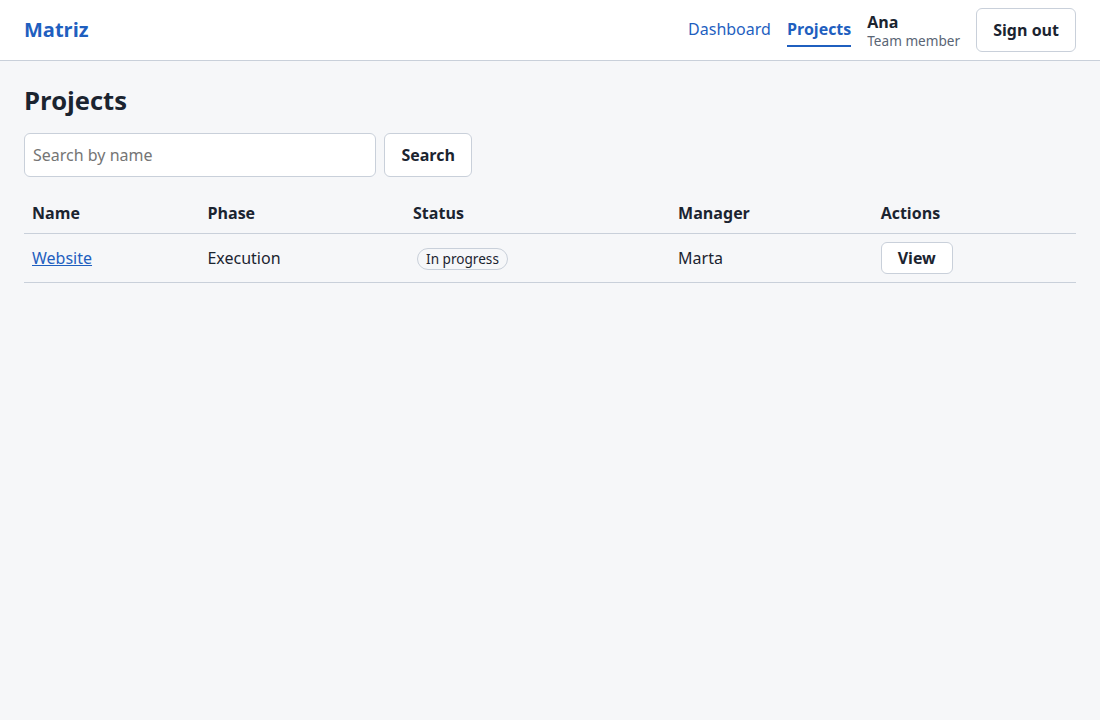 Matriz
Dashboard Projects Ana Team member Sign out
Projects
Search by name Search
Name Phase Status Manager Actions
Website Execution In progress Marta View